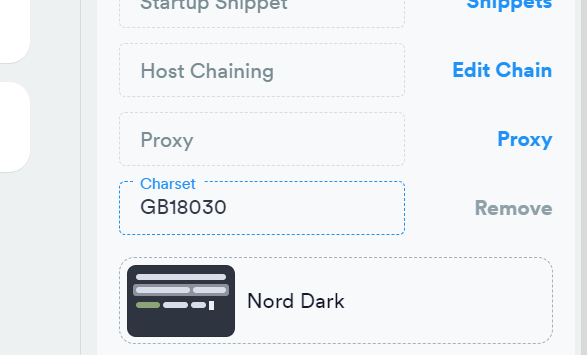 Startup Snippet Snippets
Host Chaining Edit Chain
Proxy Proxy
Charset
GB18030 Remove
Nord Dark